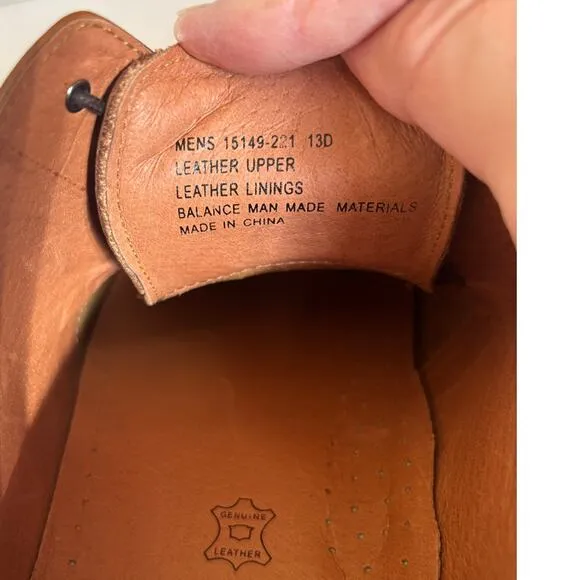 MENS 15149-221 13D
LEATHER UPPER
LEATHER LININGS
BALANCE MAN MADE MATERIALS
MADE IN CHINA
GENUINE
LEATHER